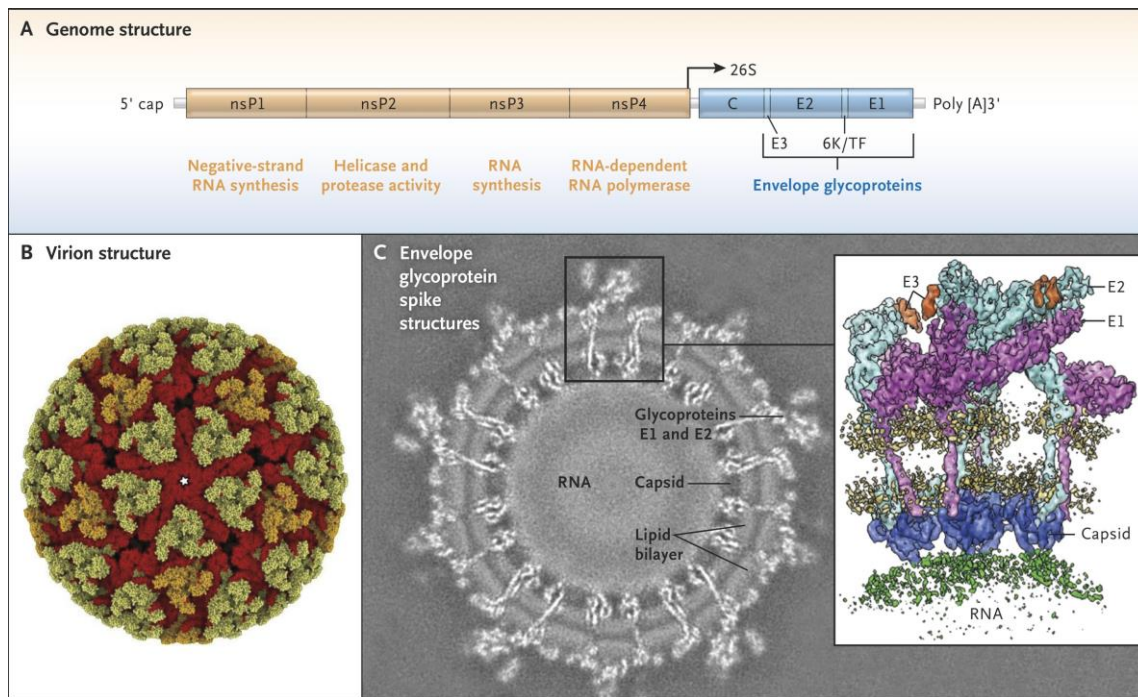 A Genome structure
26S
5' cap nsP1 nsP2 nsP3 nsP4 C E2 E1 Poly [A]3'
E3 6K/TF
Negative-strand
RNA synthesis
Helicase and
protease activity
RNA
synthesis
RNA-dependent
RNA polymerase
Envelope glycoproteins
B Virion structure
C Envelope
glycoprotein
spike
structures
Glycoproteins
E1 and E2
RNA
Capsid
Lipid
bilayer
E3
E2
E1
Capsid
RNA